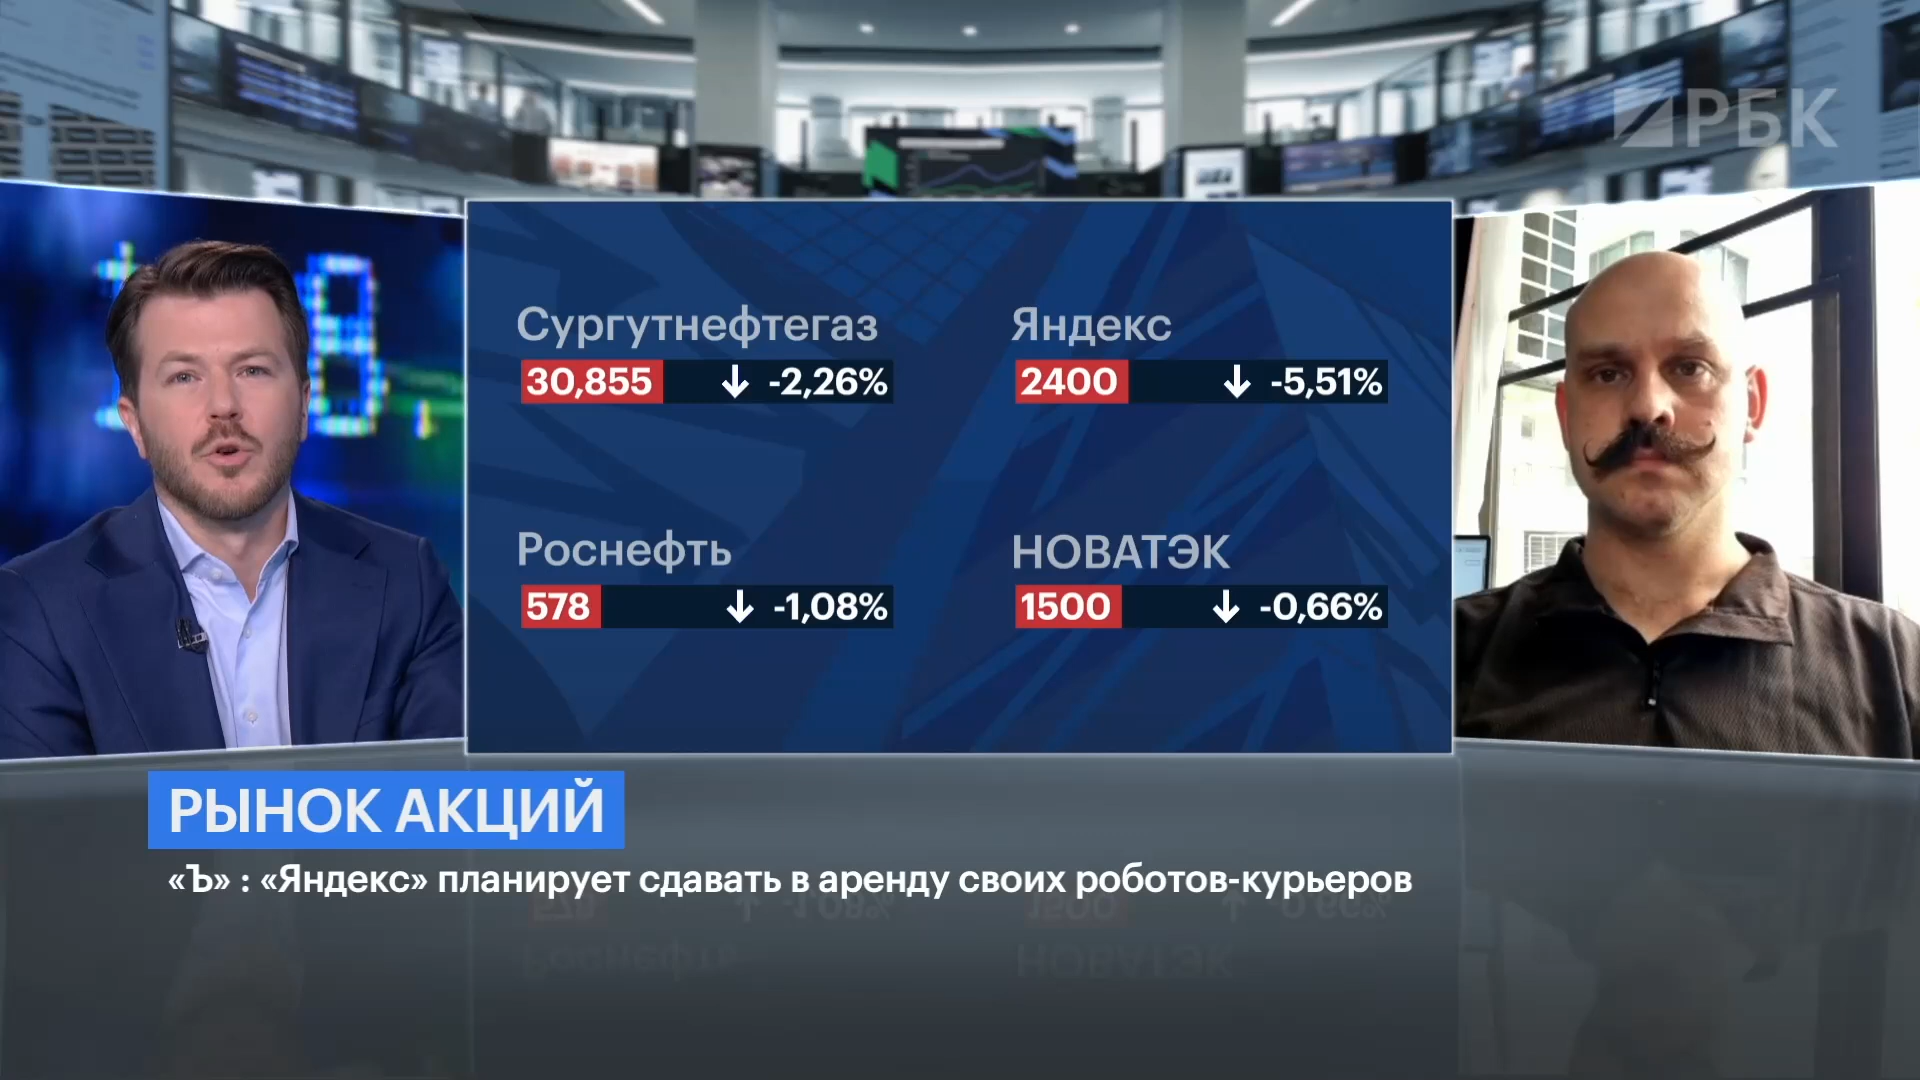 РБК
Сургутнефтегаз
30,855 ↓ -2,26%
Яндекс
2400 ↓ -5,51%
Роснефть
578 ↓ -1,08%
НОВАТЭК
1500 ↓ -0,66%
РЫНОК АКЦИЙ
«Ъ» : «Яндекс» планирует сдавать в аренду своих роботов-курьеров